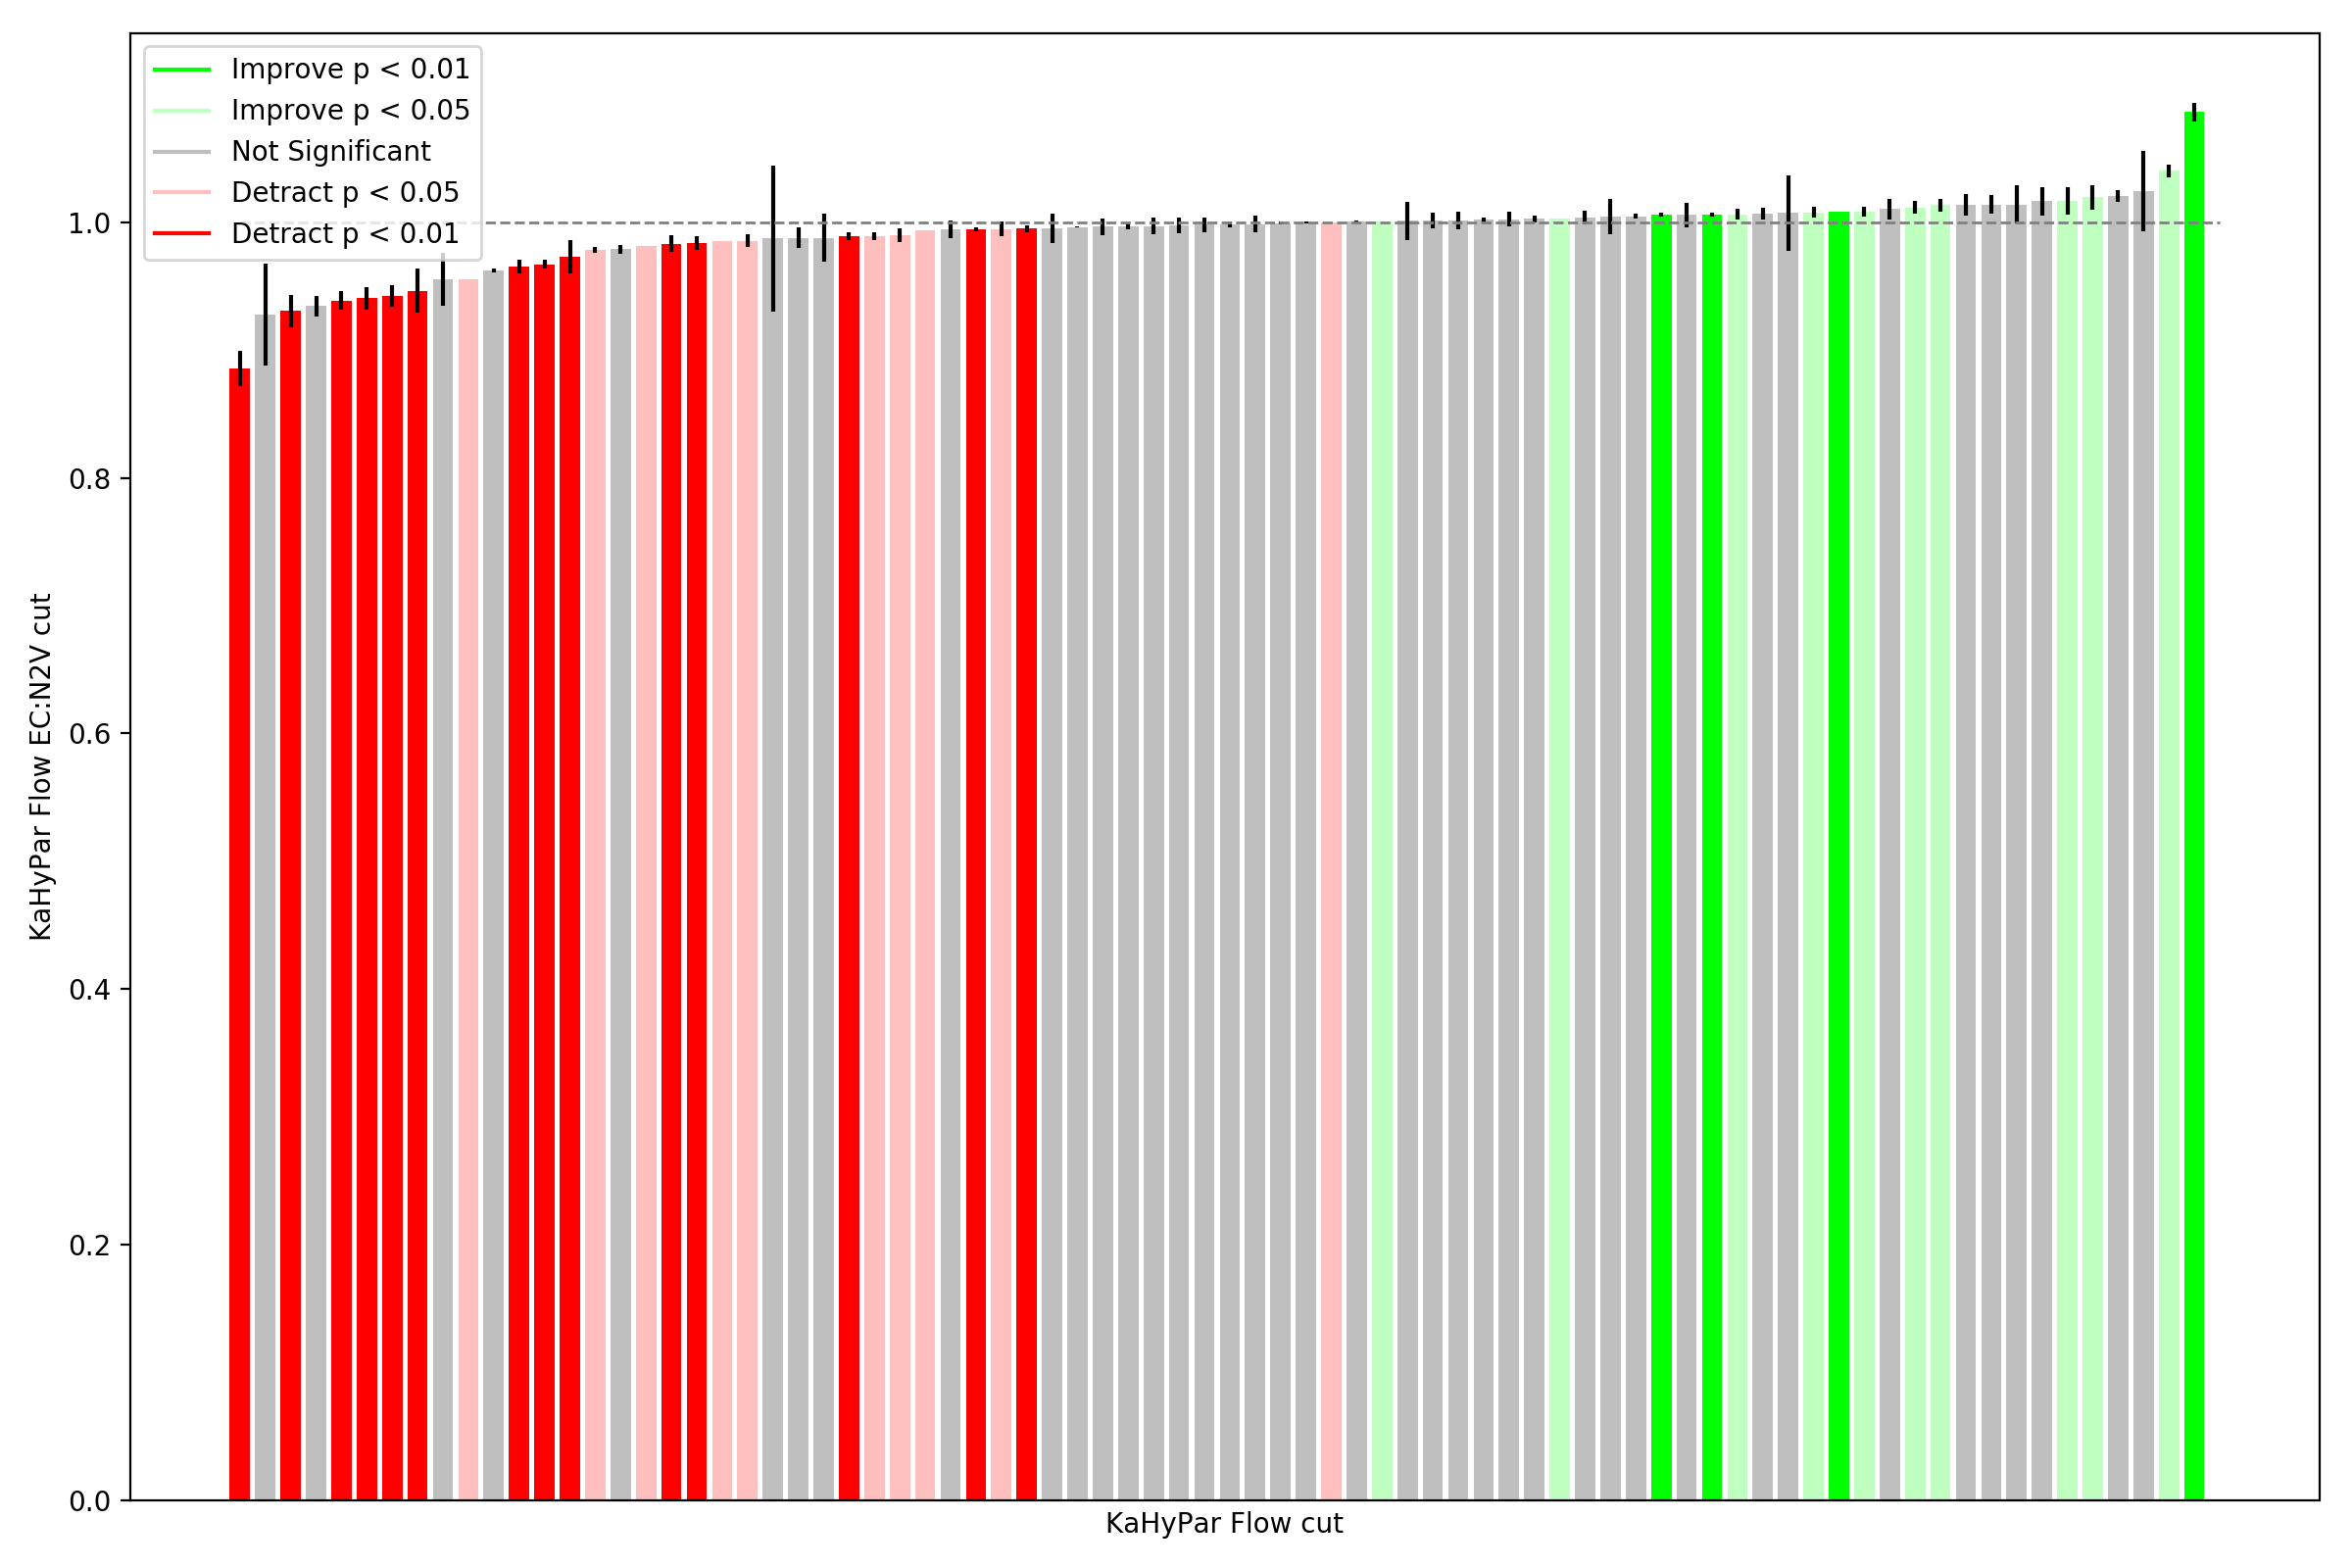 Improve p < 0.01
Improve p < 0.05
Not Significant
Detract p < 0.05
Detract p < 0.01
1.0
0.8
0.6
0.4
0.2
0.0
KaHyPar Flow EC:N2V cut
KaHyPar Flow cut